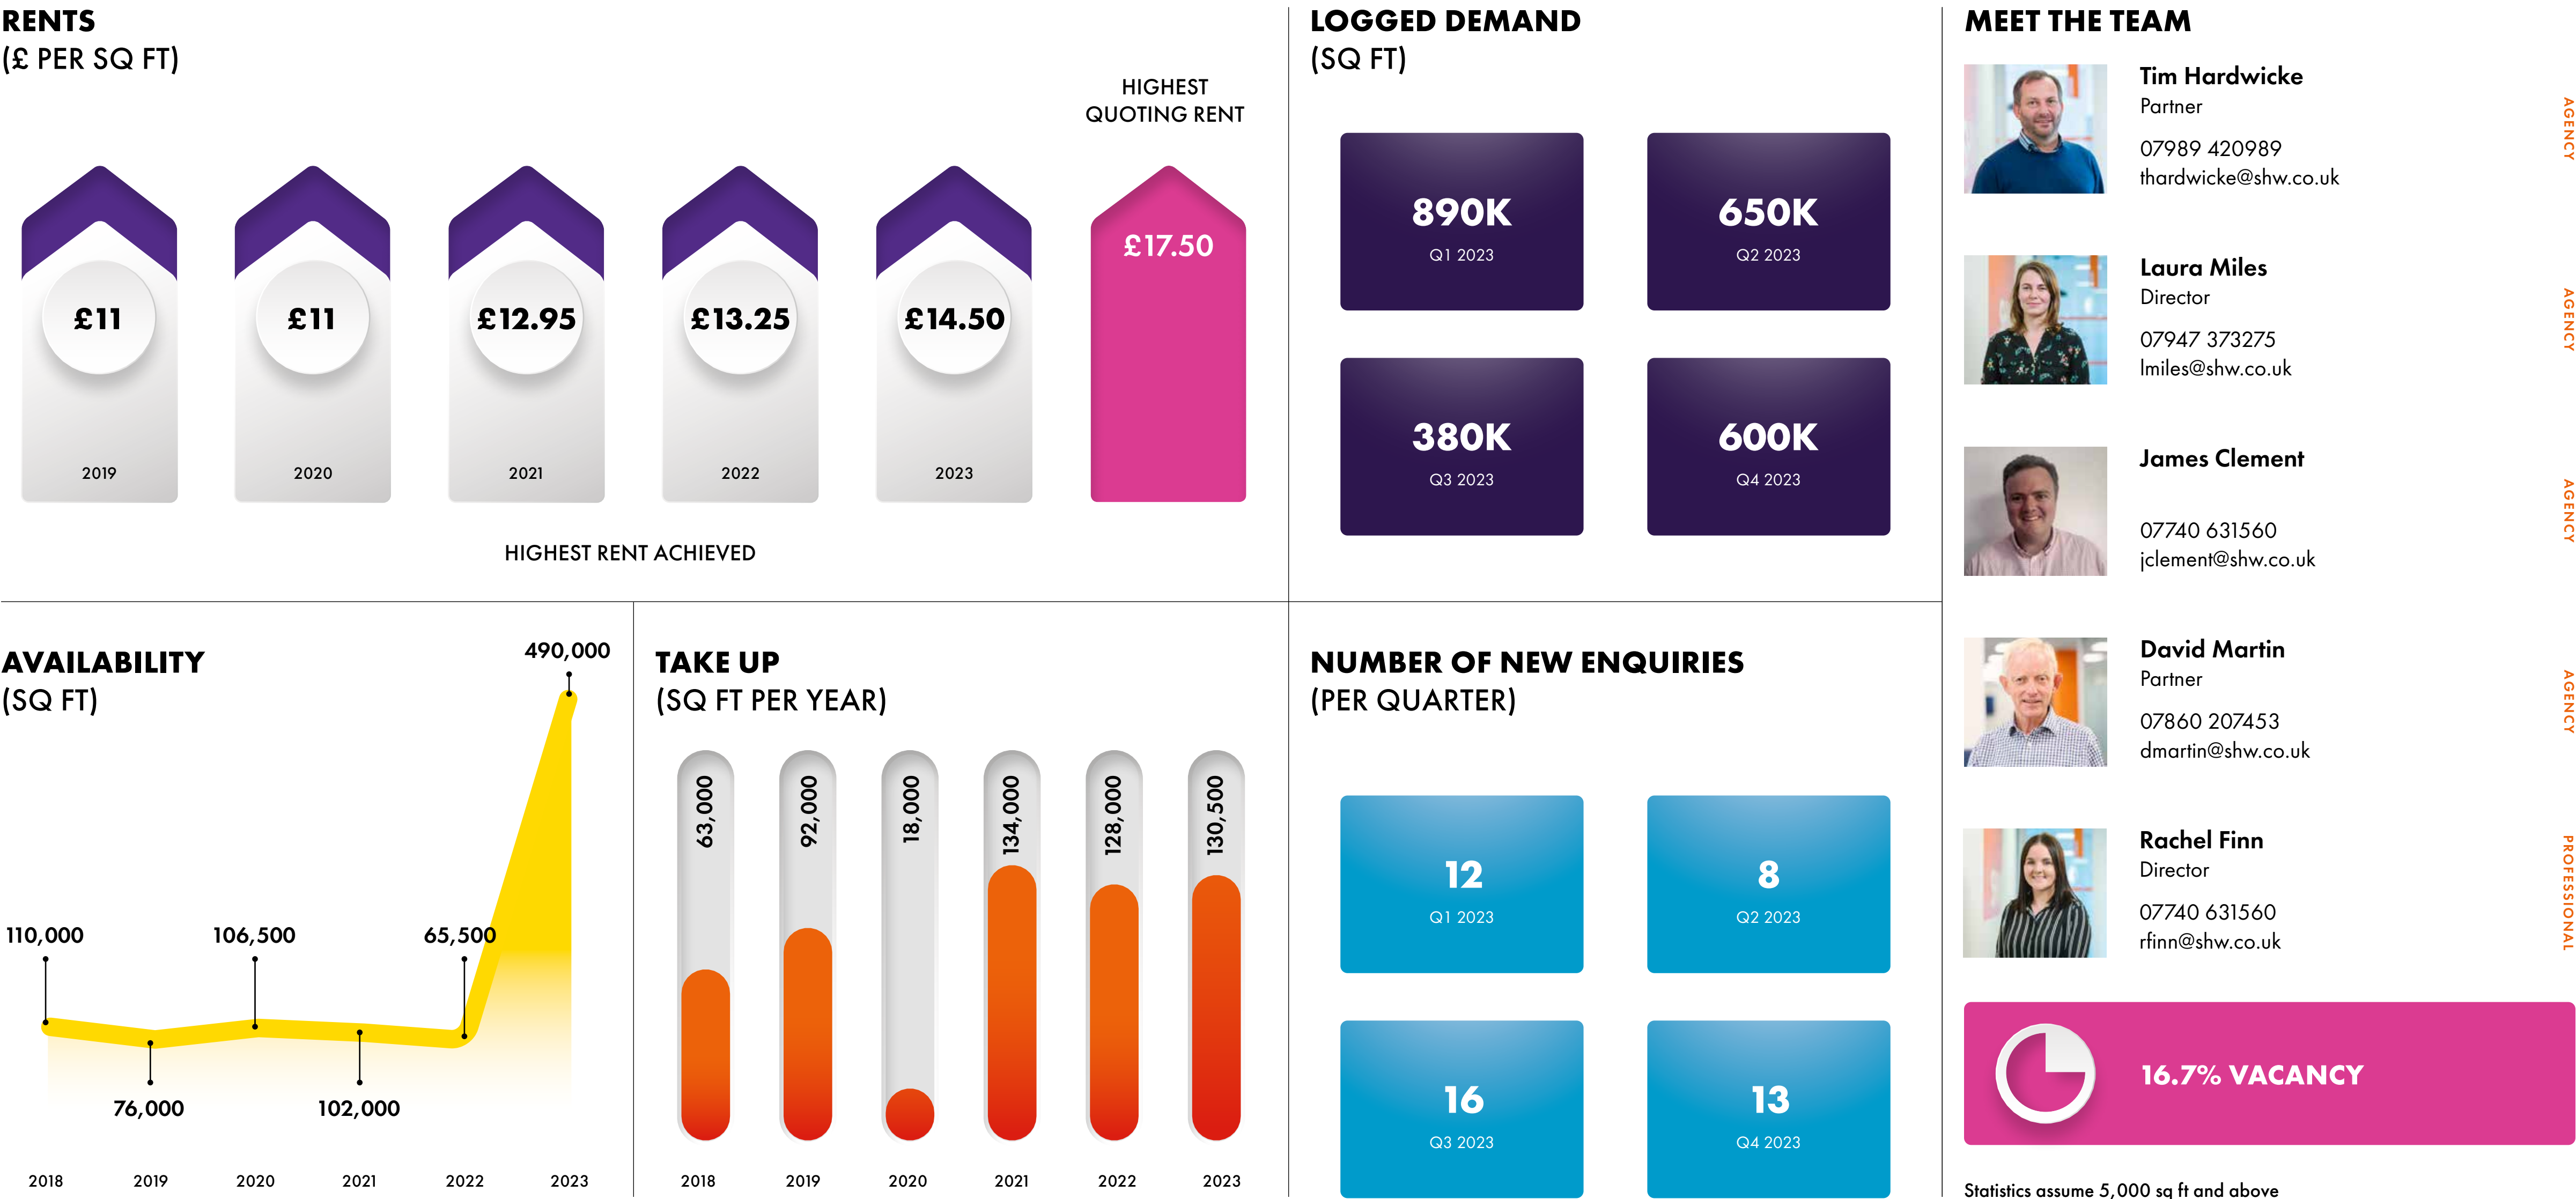 RENTS
(£ PER SQ FT)
HIGHEST
QUOTING RENT
£11
£11
£12.95
£13.25
£14.50
£17.50
2019
2020
2021
2022
2023
HIGHEST RENT ACHIEVED
LOGGED DEMAND
(SQ FT)
890K
Q1 2023
650K
Q2 2023
380K
Q3 2023
600K
Q4 2023
AVAILABILITY
(SQ FT)
490,000
110,000
106,500
65,500
76,000
102,000
2018
2019
2020
2021
2022
2023
TAKE UP
(SQ FT PER YEAR)
63,000
92,000
18,000
134,000
128,000
130,500
2018
2019
2020
2021
2022
2023
NUMBER OF NEW ENQUIRIES
(PER QUARTER)
12
Q1 2023
8
Q2 2023
16
Q3 2023
13
Q4 2023
MEET THE TEAM
Tim Hardwicke
Partner
07989 420989
thardwicke@shw.co.uk
AGENCY
Laura Miles
Director
07947 373275
lmiles@shw.co.uk
AGENCY
James Clement
07740 631560
jclement@shw.co.uk
AGENCY
David Martin
Partner
07860 207453
dmartin@shw.co.uk
AGENCY
Rachel Finn
Director
07740 631560
rfinn@shw.co.uk
PROFESSIONAL
16.7% VACANCY
Statistics assume 5,000 sq ft and above